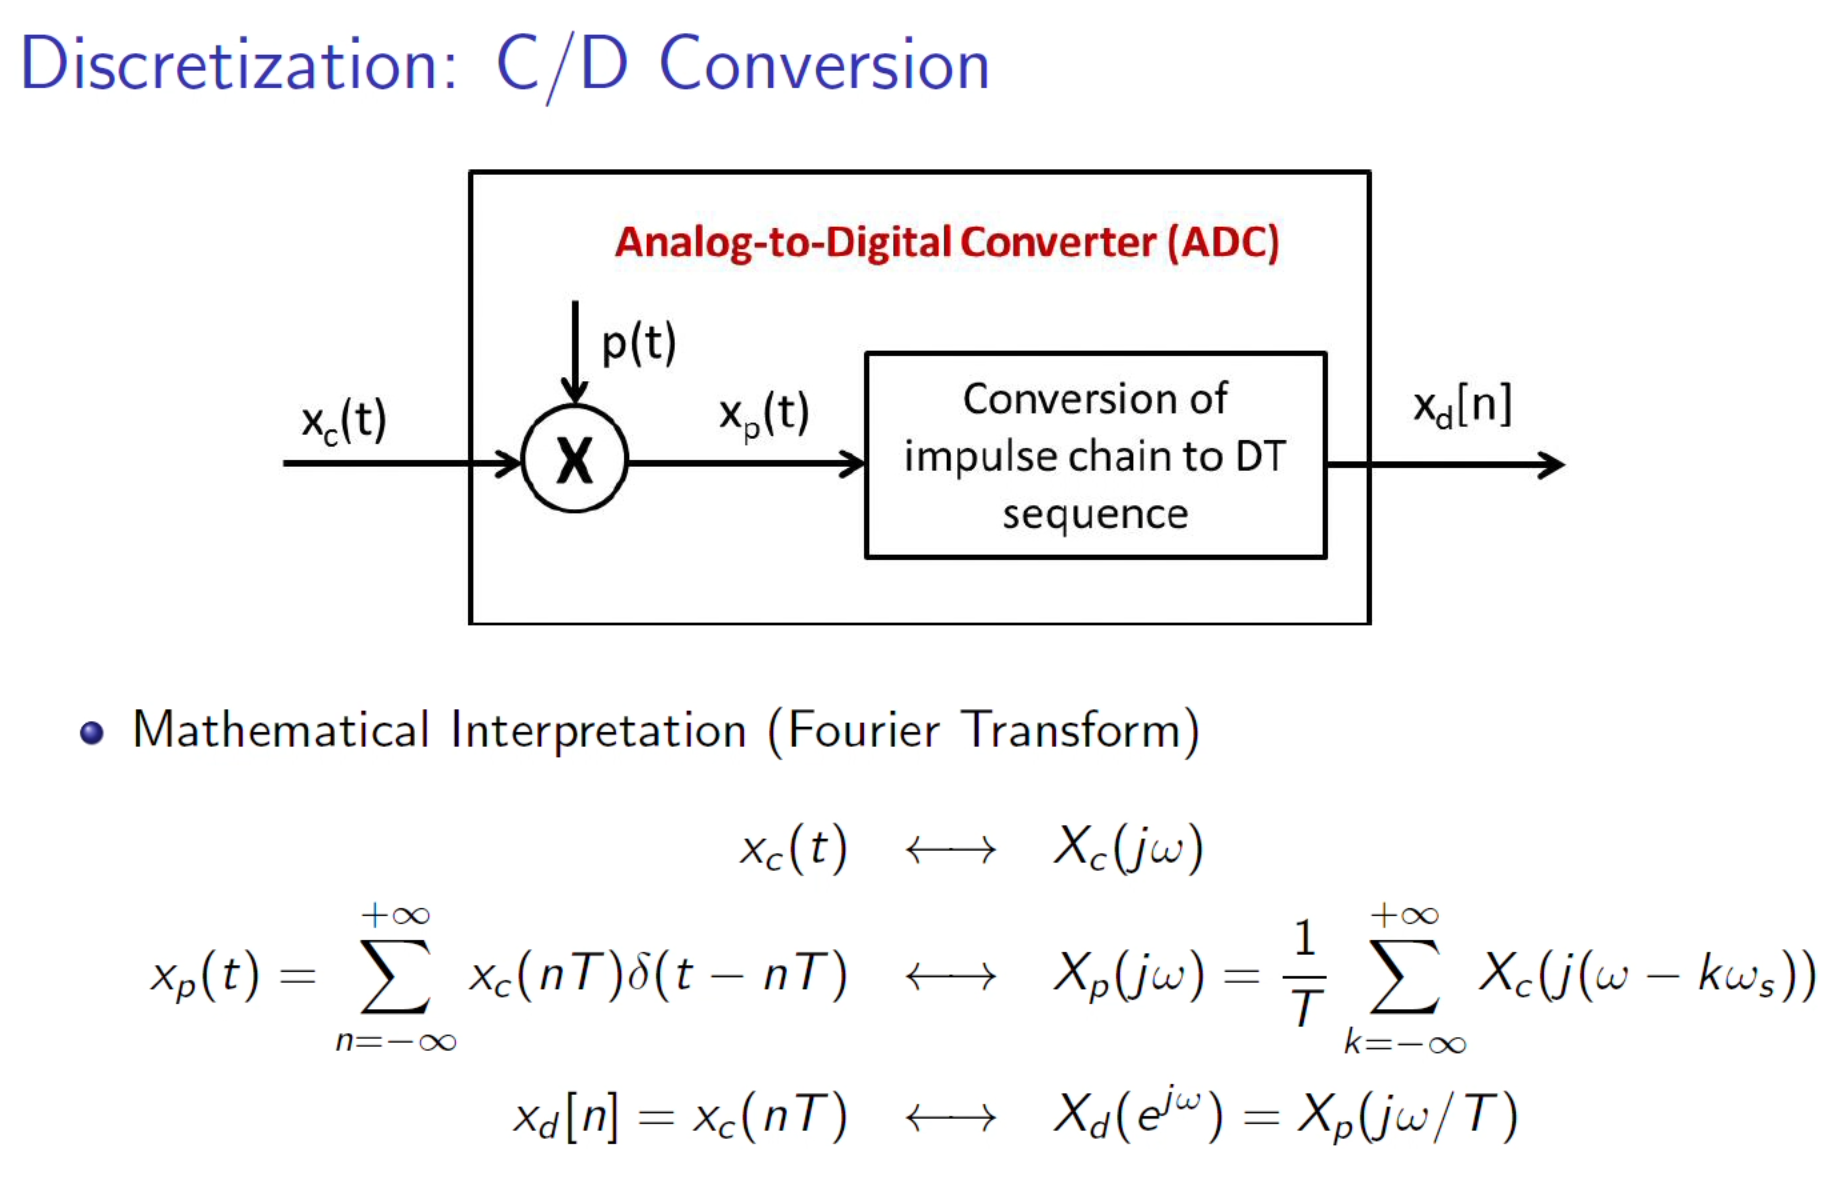 Discretization: C/D Conversion
Analog-to-Digital Converter (ADC)
p(t)
x_c(t)
X
x_p(t)
Conversion of
impulse chain to DT
sequence
x_d[n]
Mathematical Interpretation (Fourier Transform)
x_c(t) ⟷ X_c(jω)
x_p(t) = ∑_{n=−∞}^{+∞} x_c(nT)δ(t − nT) ⟷ X_p(jω) = \frac{1}{T} ∑_{k=−∞}^{+∞} X_c(j(ω − kω_s))
x_d[n] = x_c(nT) ⟷ X_d(e^{jω}) = X_p(jω/T)